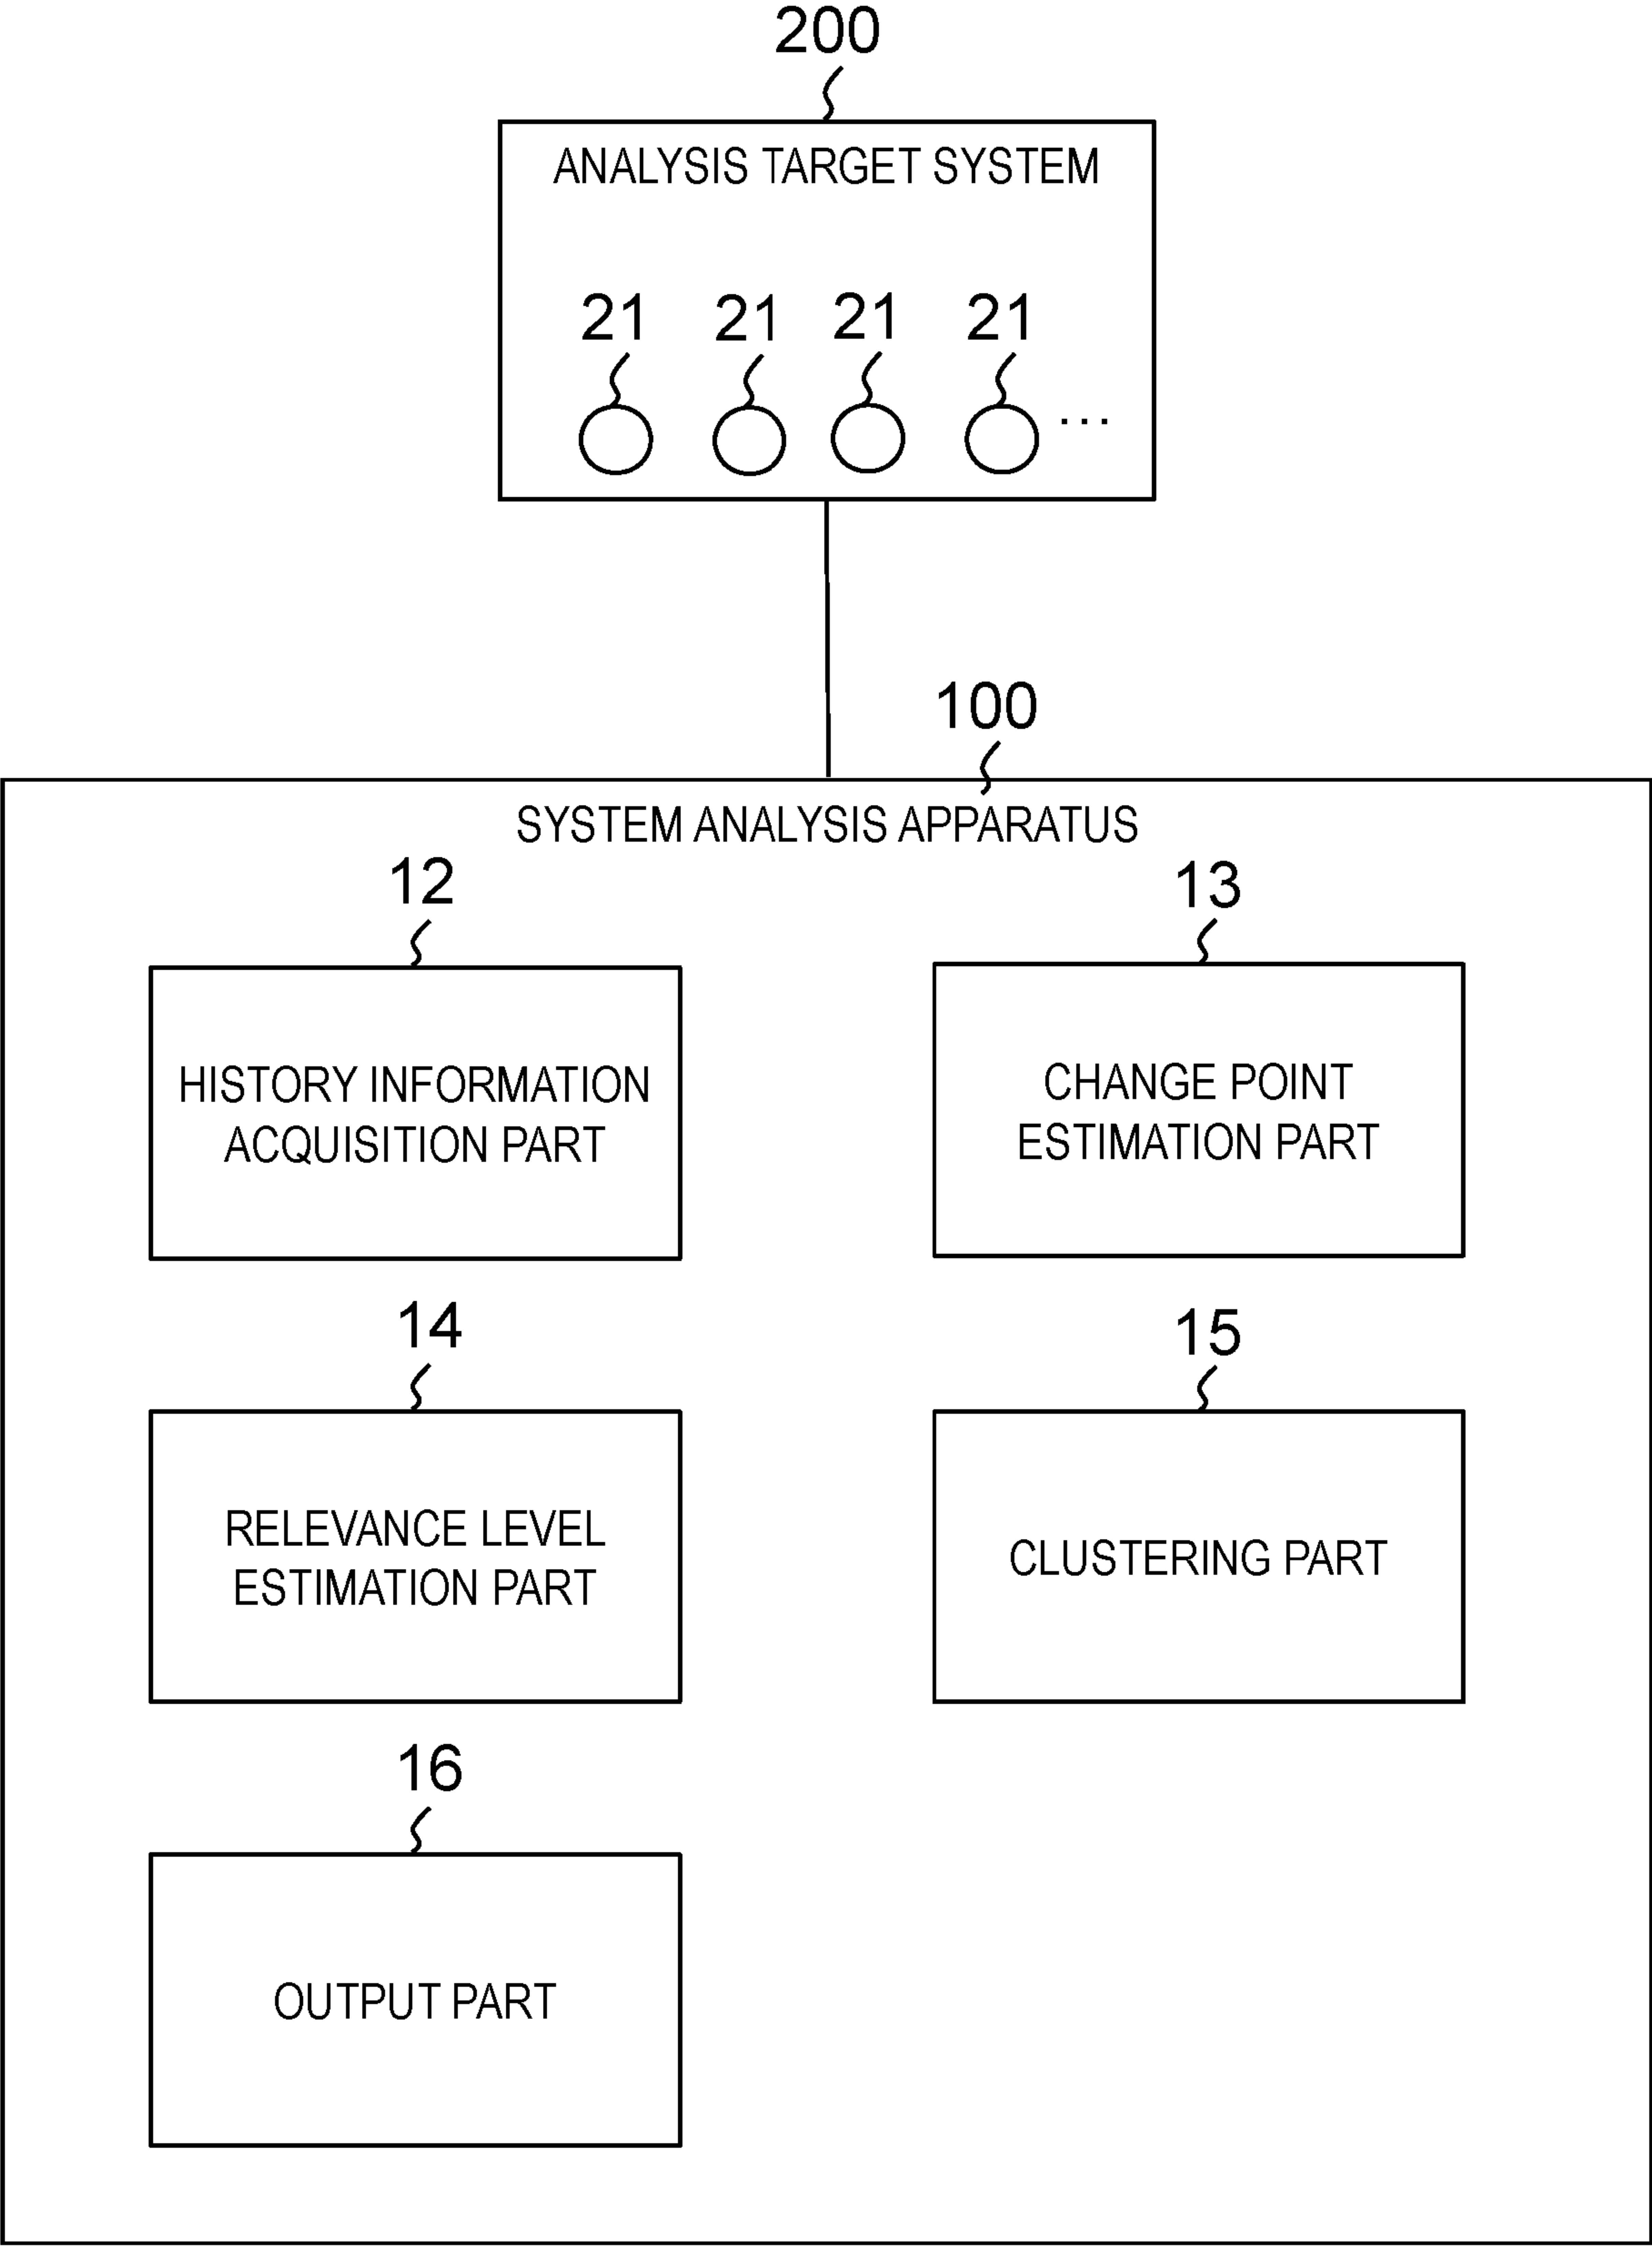 200
ANALYSIS TARGET SYSTEM
21 21 21 21
...
100
SYSTEM ANALYSIS APPARATUS
12
HISTORY INFORMATION
ACQUISITION PART
13
CHANGE POINT
ESTIMATION PART
14
RELEVANCE LEVEL
ESTIMATION PART
15
CLUSTERING PART
16
OUTPUT PART